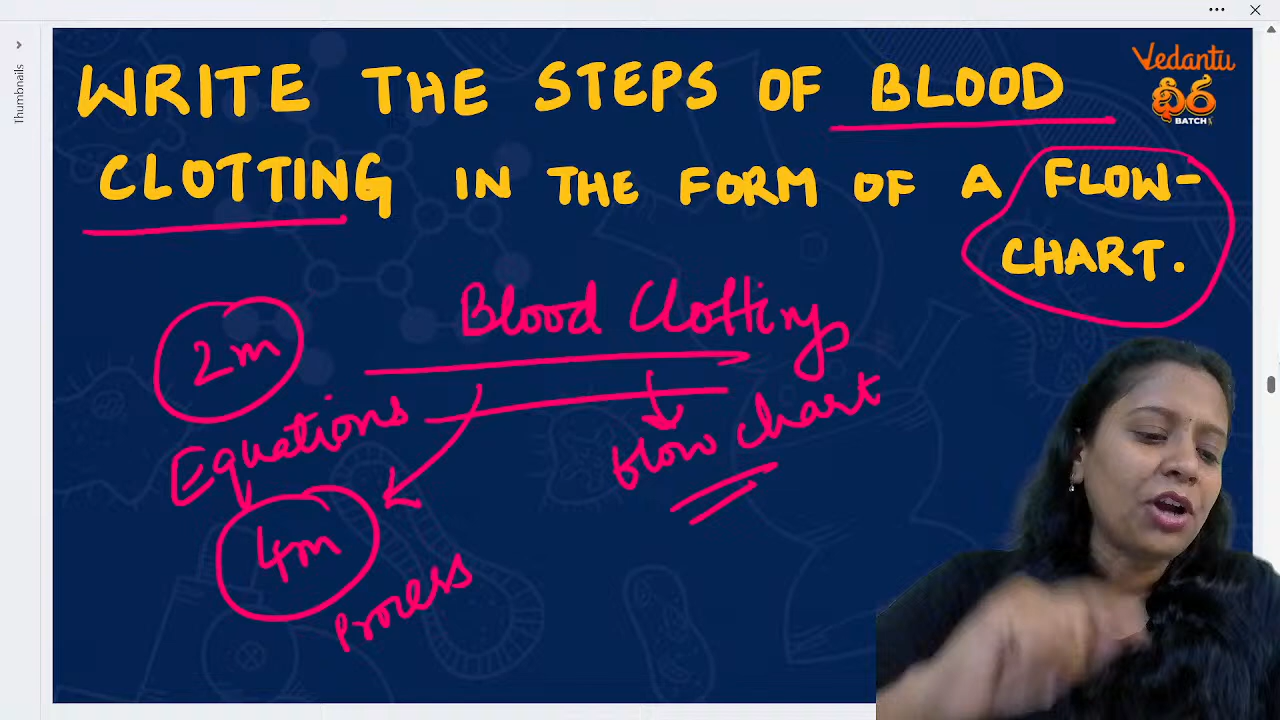 Thumbnails
Vedantu
ధీర
BATCH
WRITE THE STEPS OF BLOOD
CLOTTING IN THE FORM OF A FLOW-
CHART.
Blood Clotting
2m
Equations
flow chart
4m
Process